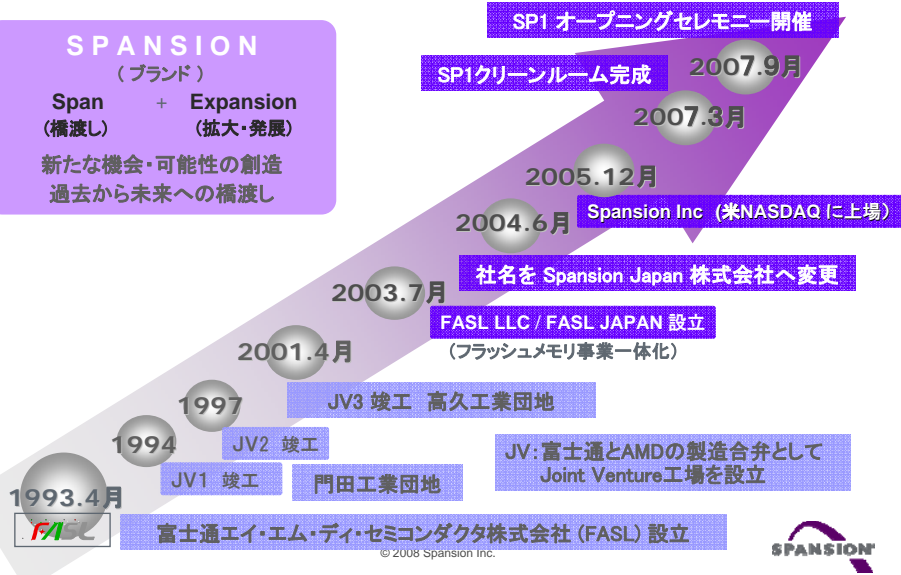 SP1 オープニングセレモニー開催
2007.9月
SP1クリーンルーム完成
2007.3月
SPANSION
（ブランド）
Span + Expansion
(橋渡し) (拡大・発展)
新たな機会・可能性の創造
過去から未来への橋渡し
2005.12月
Spansion Inc (米NASDAQ に上場）
2004.6月
社名を Spansion Japan 株式会社へ変更
2003.7月
FASL LLC / FASL JAPAN 設立
（フラッシュメモリ事業一体化）
2001.4月
JV3 竣工 高久工業団地
1997
JV2 竣工
1994
JV1 竣工
門田工業団地
JV：富士通とAMDの製造合弁として
Joint Venture工場を設立
1993.4月
FASL
富士通エイ・エム・ディ・セミコンダクタ株式会社 (FASL) 設立
© 2008 Spansion Inc.
SPANSION